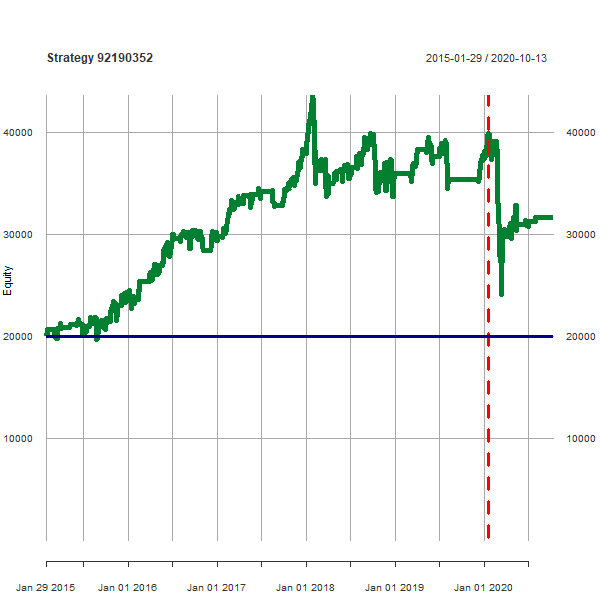 Strategy 92190352
2015-01-29 / 2020-10-13
40000
40000
30000
30000
Equity
20000
20000
10000
10000
Jan 29 2015
Jan 01 2016
Jan 01 2017
Jan 01 2018
Jan 01 2019
Jan 01 2020